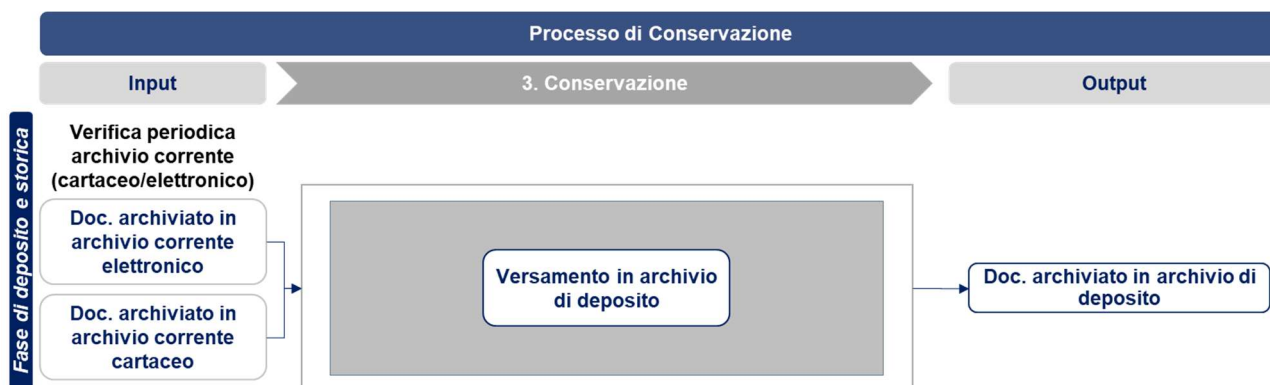 Processo di Conservazione
Input
3. Conservazione
Output
Fase di deposito e storica
Verifica periodica
archivio corrente
(cartaceo/elettronico)
Doc. archiviato in
archivio corrente
elettronico
Doc. archiviato in
archivio corrente
cartaceo
Versamento in archivio
di deposito
Doc. archiviato in archivio di
deposito